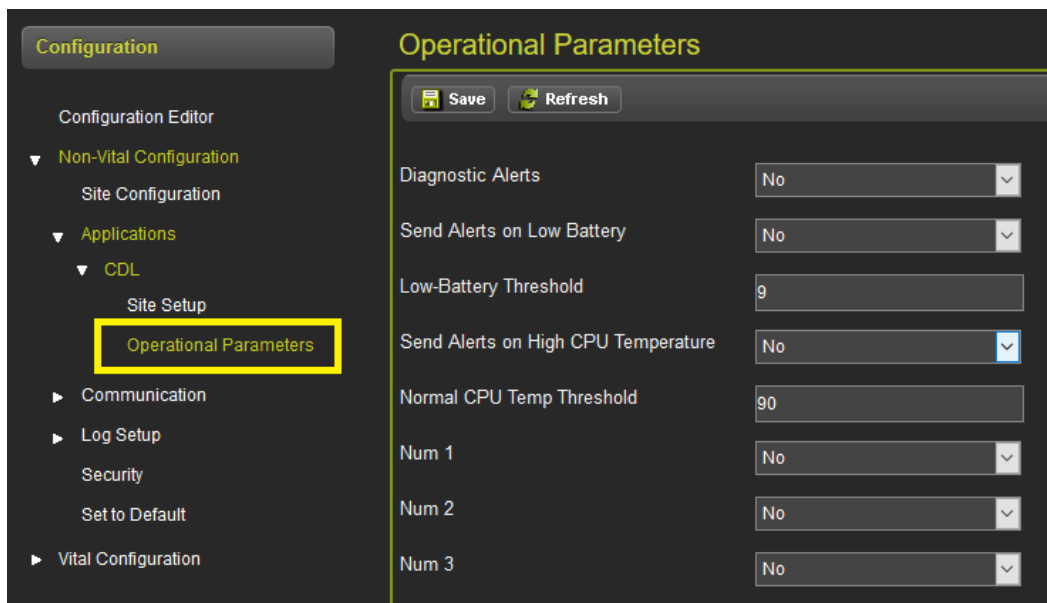 Configuration
Configuration Editor
Non-Vital Configuration
Site Configuration
Applications
CDL
Site Setup
Operational Parameters
Communication
Log Setup
Security
Set to Default
Vital Configuration
Operational Parameters
Save Refresh
Diagnostic Alerts No
Send Alerts on Low Battery No
Low-Battery Threshold 9
Send Alerts on High CPU Temperature No
Normal CPU Temp Threshold 90
Num 1 No
Num 2 No
Num 3 No